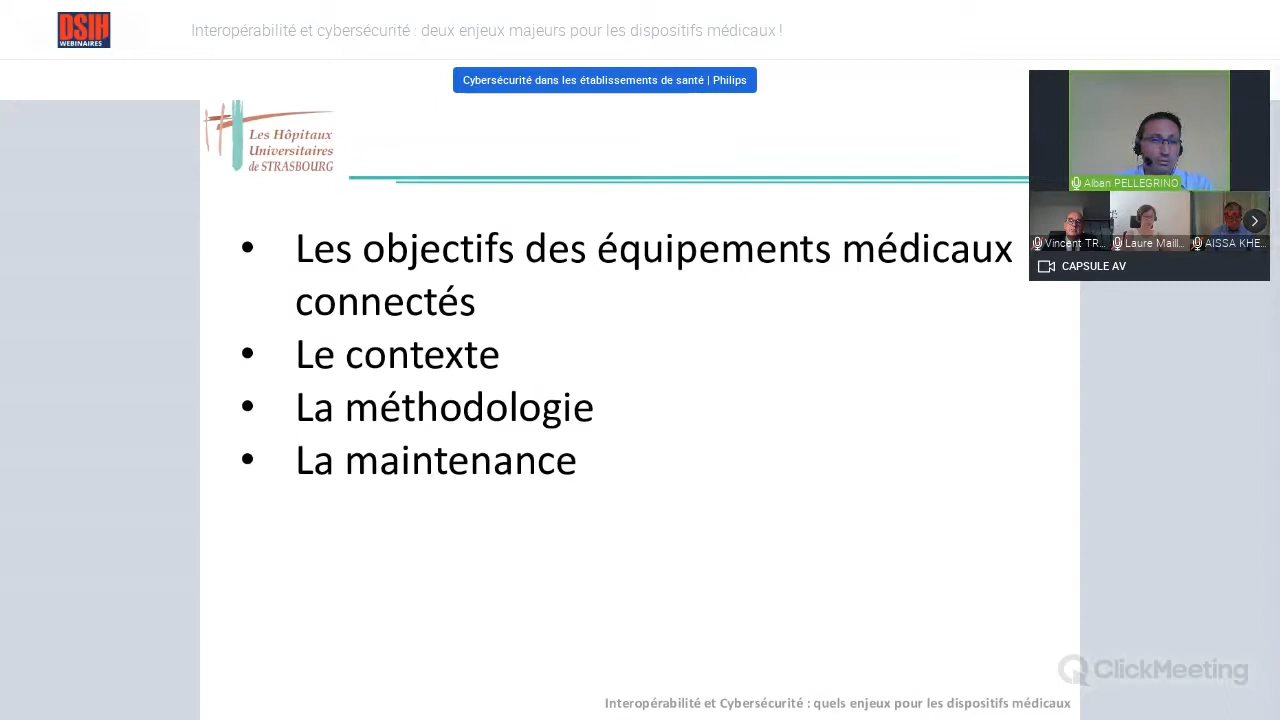 DSIH
WEBINAIRES
Interopérabilité et cybersécurité : deux enjeux majeurs pour les dispositifs médicaux !
Cybersécurité dans les établissements de santé | Philips
Les Hôpitaux
Universitaires
de STRASBOURG
Alban PELLEGRINO
Vincent TR...
Laure Maill...
AISSA KHE...
CAPSULE AV
• Les objectifs des équipements médicaux
connectés
• Le contexte
• La méthodologie
• La maintenance
ClickMeeting
Interopérabilité et Cybersécurité : quels enjeux pour les dispositifs médicaux